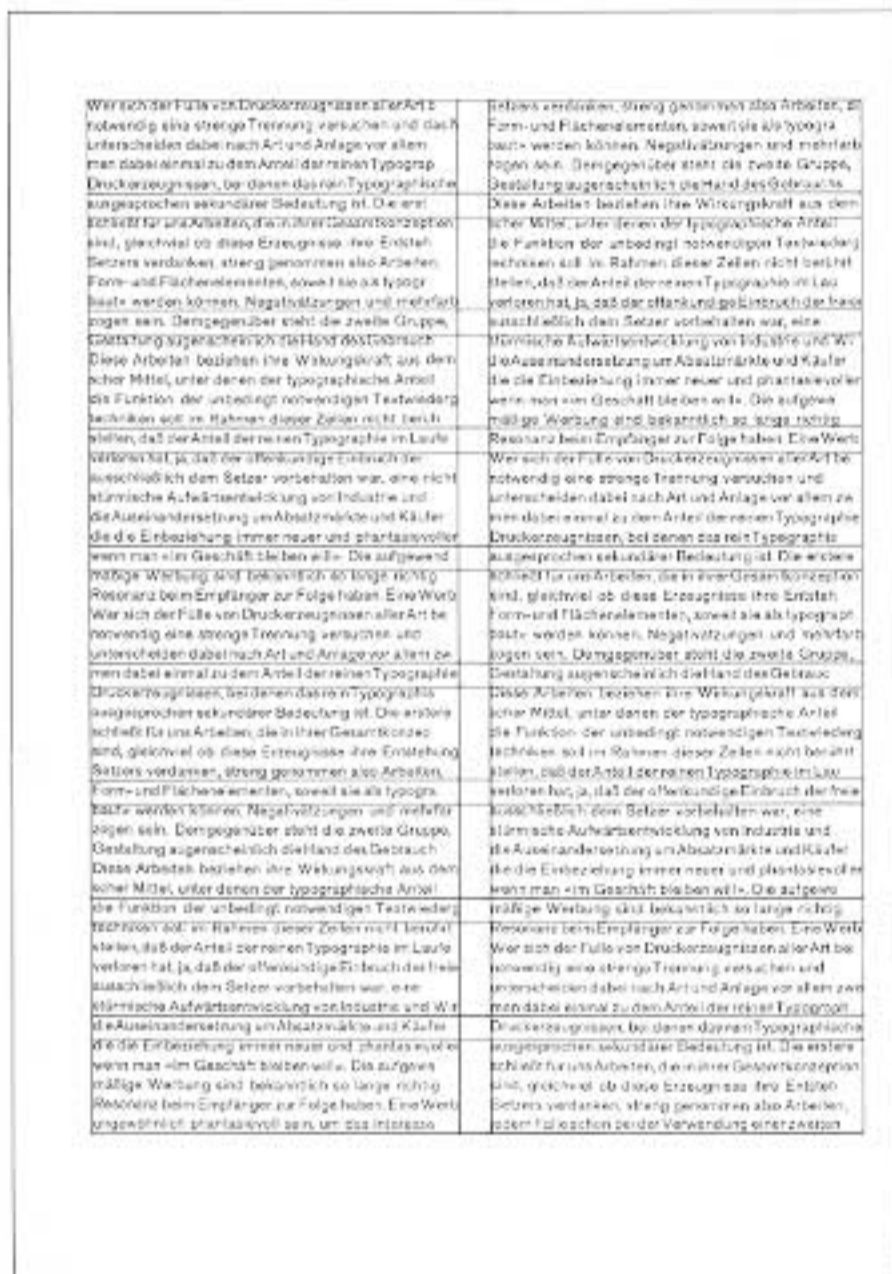 Wer sich der Fülle von Druckerzeugnissen aller Art b
notwendig eine strenge Trennung versuchen und das
unterscheiden dabei nach Art und Anlage vor allem
man dabei einmal zu dem Anteil der reinen Typograp
Druckerzeugnissen, bei denen das rein Typographische
ausgesprochen sekundärer Bedeutung ist. Die erst
schließt für uns Arbeiten, die in ihrer Gesamtkonzeption
sind, gleichviel ob diese Erzeugnisse ihre Entsteh
Setzers verdanken, streng genommen also Arbeiten,
Form- und Flächenelementen, soweit sie als typogr
baut» werden können. Negativätzungen und mehrfarb
zogen sein. Demgegenüber steht die zweite Gruppe,
Gestaltung augenscheinlich die Hand des Gebrauch
Diese Arbeiten beziehen ihre Wirkungskraft aus dem
scher Mittel, unter denen der typographische Anteil
die Funktion der unbedingt notwendigen Textwiederg
techniken soll im Rahmen dieser Zeilen nicht berüh
stellen, daß der Anteil der reinen Typographie im Laufe
verloren hat, ja, daß der offenkundige Einbruch der
ausschließlich dem Setzer vorbehalten war, eine nicht
stürmische Aufwärtsentwicklung von Industrie und
die Auseinandersetzung um Absatzmärkte und Käufer
die die Einbeziehung immer neuer und phantasievoller
wenn man «im Geschäft bleiben will». Die aufgewend
mäßige Werbung sind bekanntlich so lange richtig
Resonanz beim Empfänger zur Folge haben. Eine Werb
Wer sich der Fülle von Druckerzeugnissen aller Art be
notwendig eine strenge Trennung versuchen und
unterscheiden dabei nach Art und Anlage vor allem zw
men dabei einmal zu dem Anteil der reinen Typographie
Druckerzeugnissen, bei denen das rein Typographis
ausgesprochen sekundärer Bedeutung ist. Die erstere
schließt für uns Arbeiten, die in ihrer Gesamtkonzep
sind, gleichviel ob diese Erzeugnisse ihre Entstehung
Setzers verdanken, streng genommen also Arbeiten,
Form- und Flächenelementen, soweit sie als typogra
baut» werden können. Negativätzungen und mehrfar
zogen sein. Demgegenüber steht die zweite Gruppe,
Gestaltung augenscheinlich die Hand des Gebrauch
Diese Arbeiten beziehen ihre Wirkungskraft aus dem
scher Mittel, unter denen der typographische Anteil
die Funktion der unbedingt notwendigen Textwiederg
techniken soll im Rahmen dieser Zeilen nicht berührt
stellen, daß der Anteil der reinen Typographie im Laufe
verloren hat, ja, daß der offenkundige Einbruch der freie
ausschließlich dem Setzer vorbehalten war, eine
stürmische Aufwärtsentwicklung von Industrie und Wir
die Auseinandersetzung um Absatzmärkte und Käufer
die die Einbeziehung immer neuer und phantasievoller
wenn man «im Geschäft bleiben will». Die aufgewe
mäßige Werbung sind bekanntlich so lange richtig
Resonanz beim Empfänger zur Folge haben. Eine Werb
ungewöhnlich phantasievoll sein, um das Interesse
Setzers verdanken, streng genommen also Arbeiten, di
Form- und Flächenelementen, soweit sie als typogra
baut» werden können. Negativätzungen und mehrfarb
zogen sein. Demgegenüber steht die zweite Gruppe,
Gestaltung augenscheinlich die Hand des Gebrauchs
Diese Arbeiten beziehen ihre Wirkungskraft aus dem
scher Mittel, unter denen der typographische Anteil
die Funktion der unbedingt notwendigen Textwiederg
techniken soll im Rahmen dieser Zeilen nicht berührt
stellen, daß der Anteil der reinen Typographie im Lau
verloren hat, ja, daß der offenkundige Einbruch der freie
ausschließlich dem Setzer vorbehalten war, eine
stürmische Aufwärtsentwicklung von Industrie und Wi
die Auseinandersetzung um Absatzmärkte und Käufer
die die Einbeziehung immer neuer und phantasievoller
wenn man «im Geschäft bleiben will». Die aufgewe
mäßige Werbung sind bekanntlich so lange richtig
Resonanz beim Empfänger zur Folge haben. Eine Werb
Wer sich der Fülle von Druckerzeugnissen aller Art be
notwendig eine strenge Trennung versuchen und
unterscheiden dabei nach Art und Anlage vor allem zw
men dabei einmal zu dem Anteil der reinen Typographie
Druckerzeugnissen, bei denen das rein Typographis
ausgesprochen sekundärer Bedeutung ist. Die erstere
schließt für uns Arbeiten, die in ihrer Gesamtkonzeption
sind, gleichviel ob diese Erzeugnisse ihre Entsteh
Form- und Flächenelementen, soweit sie als typograph
baut» werden können. Negativätzungen und mehrfarb
zogen sein. Demgegenüber steht die zweite Gruppe,
Gestaltung augenscheinlich die Hand des Gebrauc
Diese Arbeiten beziehen ihre Wirkungskraft aus dem
scher Mittel, unter denen der typographische Anteil
die Funktion der unbedingt notwendigen Textwiederg
techniken soll im Rahmen dieser Zeilen nicht berührt
stellen, daß der Anteil der reinen Typographie im Lau
verloren hat, ja, daß der offenkundige Einbruch der freie
ausschließlich dem Setzer vorbehalten war, eine
stürmische Aufwärtsentwicklung von Industrie und
die Auseinandersetzung um Absatzmärkte und Käufer
die die Einbeziehung immer neuer und phantasievoller
wenn man «im Geschäft bleiben will». Die aufgewe
mäßige Werbung sind bekanntlich so lange richtig
Resonanz beim Empfänger zur Folge haben. Eine Werb
Wer sich der Fülle von Druckerzeugnissen aller Art bei
notwendig eine strenge Trennung versuchen und
unterscheiden dabei nach Art und Anlage vor allem zwe
men dabei einmal zu dem Anteil der reinen Typograph
Druckerzeugnissen, bei denen das rein Typographische
ausgesprochen sekundärer Bedeutung ist. Die erstere
schließt für uns Arbeiten, die in ihrer Gesamtkonzeption
sind, gleichviel ob diese Erzeugnisse ihre Entsteh
Setzers verdanken, streng genommen also Arbeiten,
schon bei der Verwendung einer zweiten